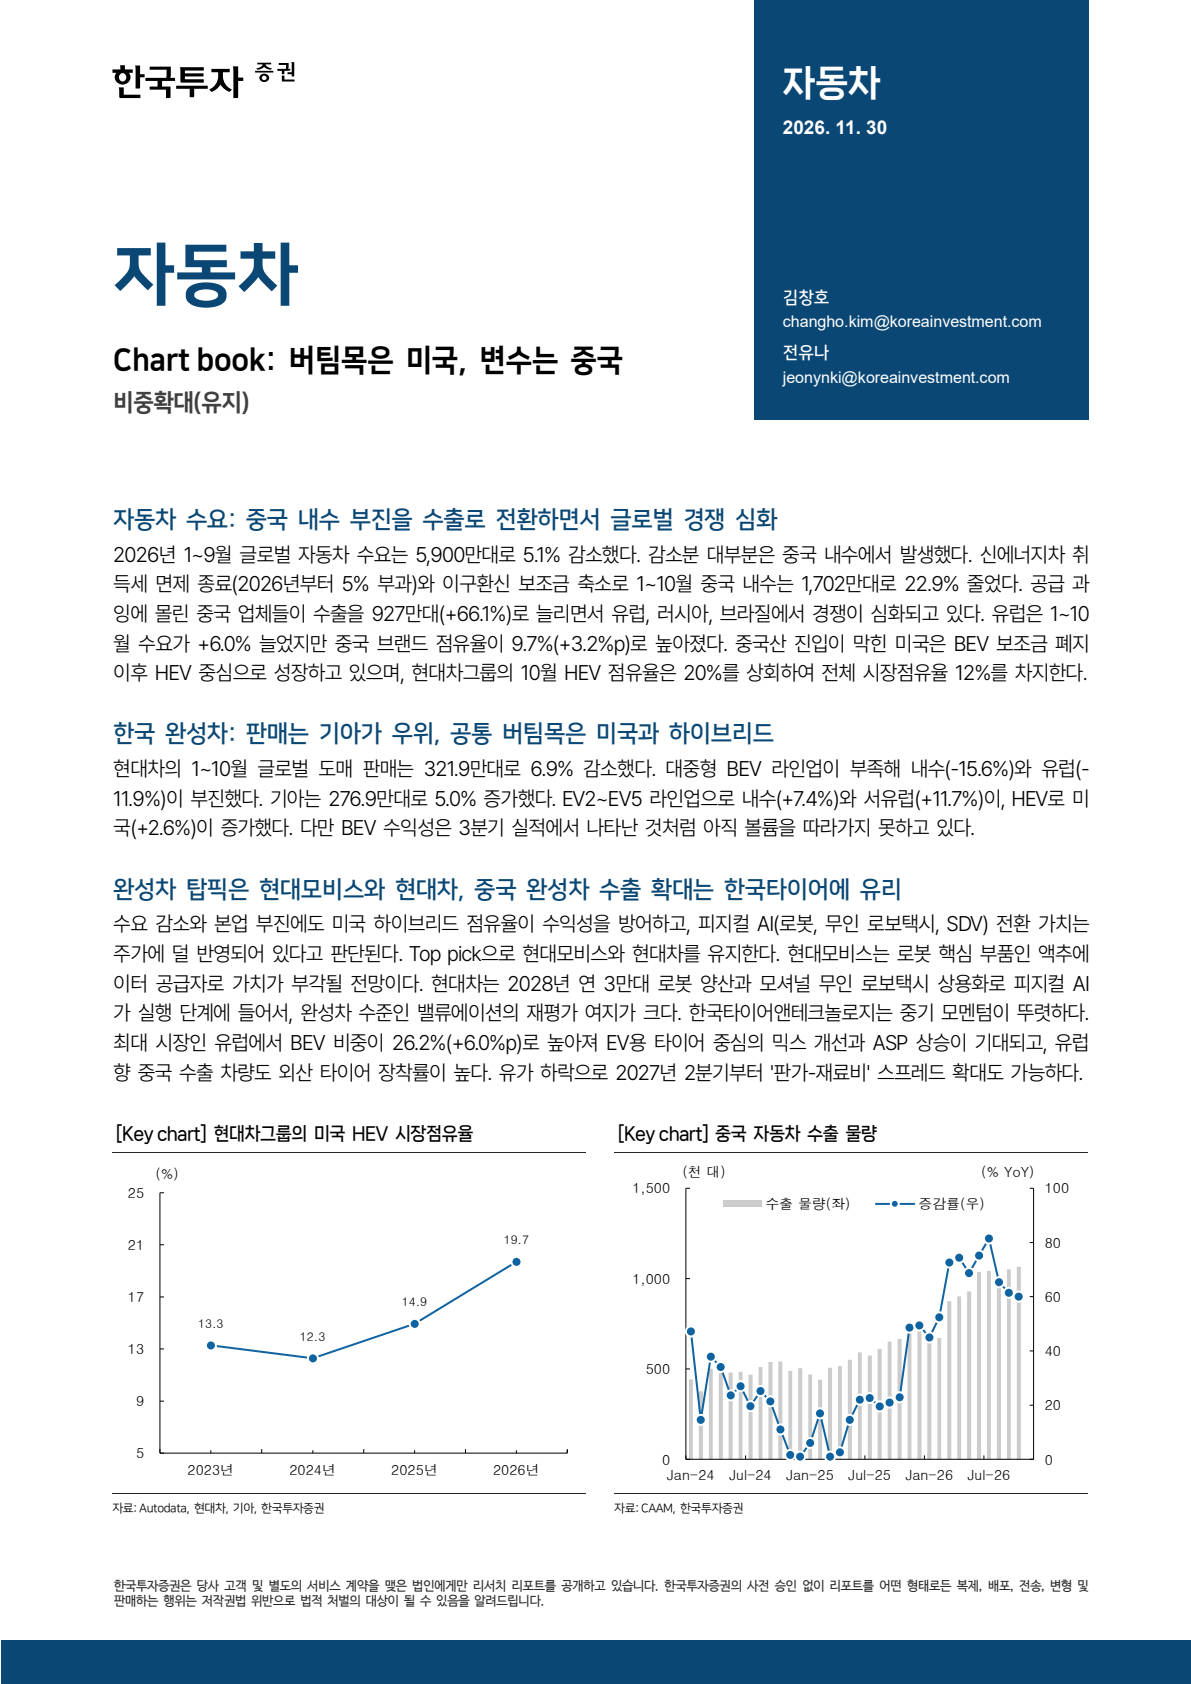 한국투자 증권
자동차
2026. 11. 30
김창호
changho.kim@koreainvestment.com
전유나
jeonynki@koreainvestment.com
자동차
Chart book: 버팀목은 미국, 변수는 중국
비중확대(유지)
자동차 수요: 중국 내수 부진을 수출로 전환하면서 글로벌 경쟁 심화
2026년 1~9월 글로벌 자동차 수요는 5,900만대로 5.1% 감소했다. 감소분 대부분은 중국 내수에서 발생했다. 신에너지차 취
득세 면제 종료(2026년부터 5% 부과)와 이구환신 보조금 축소로 1~10월 중국 내수는 1,702만대로 22.9% 줄었다. 공급 과
잉에 몰린 중국 업체들이 수출을 927만대(+66.1%)로 늘리면서 유럽, 러시아, 브라질에서 경쟁이 심화되고 있다. 유럽은 1~10
월 수요가 +6.0% 늘었지만 중국 브랜드 점유율이 9.7%(+3.2%p)로 높아졌다. 중국산 진입이 막힌 미국은 BEV 보조금 폐지
이후 HEV 중심으로 성장하고 있으며, 현대차그룹의 10월 HEV 점유율은 20%를 상회하여 전체 시장점유율 12%를 차지한다.
한국 완성차: 판매는 기아가 우위, 공통 버팀목은 미국과 하이브리드
현대차의 1~10월 글로벌 도매 판매는 321.9만대로 6.9% 감소했다. 대중형 BEV 라인업이 부족해 내수(-15.6%)와 유럽(-
11.9%)이 부진했다. 기아는 276.9만대로 5.0% 증가했다. EV2~EV5 라인업으로 내수(+7.4%)와 서유럽(+11.7%)이, HEV로 미
국(+2.6%)이 증가했다. 다만 BEV 수익성은 3분기 실적에서 나타난 것처럼 아직 볼륨을 따라가지 못하고 있다.
완성차 탑픽은 현대모비스와 현대차, 중국 완성차 수출 확대는 한국타이어에 유리
수요 감소와 본업 부진에도 미국 하이브리드 점유율이 수익성을 방어하고, 피지컬 AI(로봇, 무인 로보택시, SDV) 전환 가치는
주가에 덜 반영되어 있다고 판단된다. Top pick으로 현대모비스와 현대차를 유지한다. 현대모비스는 로봇 핵심 부품인 액추에
이터 공급자로 가치가 부각될 전망이다. 현대차는 2028년 연 3만대 로봇 양산과 모셔널 무인 로보택시 상용화로 피지컬 AI
가 실행 단계에 들어서, 완성차 수준인 밸류에이션의 재평가 여지가 크다. 한국타이어앤테크놀로지는 중기 모멘텀이 뚜렷하다.
최대 시장인 유럽에서 BEV 비중이 26.2%(+6.0%p)로 높아져 EV용 타이어 중심의 믹스 개선과 ASP 상승이 기대되고, 유럽
향 중국 수출 차량도 외산 타이어 장착률이 높다. 유가 하락으로 2027년 2분기부터 '판가-재료비' 스프레드 확대도 가능하다.
[Key chart] 현대차그룹의 미국 HEV 시장점유율
(%)
25
21
17
13
9
5
13.3
12.3
14.9
19.7
2023년 2024년 2025년 2026년
자료: Autodata, 현대차, 기아, 한국투자증권
[Key chart] 중국 자동차 수출 물량
(천 대) (% YoY)
수출 물량(좌) 증감률(우)
1,500
1,000
500
0
100
80
60
40
20
0
Jan-24 Jul-24 Jan-25 Jul-25 Jan-26 Jul-26
자료: CAAM, 한국투자증권
한국투자증권은 당사 고객 및 별도의 서비스 계약을 맺은 법인에게만 리서치 리포트를 공개하고 있습니다. 한국투자증권의 사전 승인 없이 리포트를 어떤 형태로든 복제, 배포, 전송, 변형 및
판매하는 행위는 저작권법 위반으로 법적 처벌의 대상이 될 수 있음을 알려드립니다.